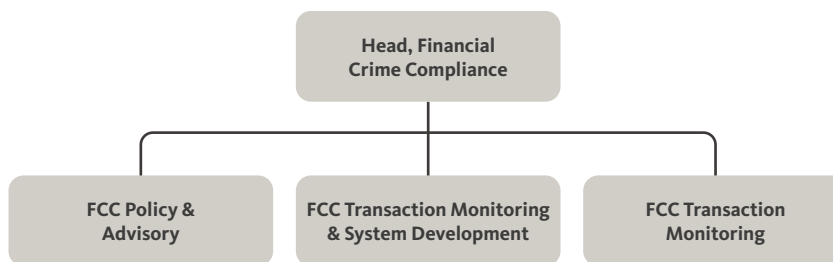 Head, Financial
Crime Compliance
FCC Policy &
Advisory
FCC Transaction Monitoring
& System Development
FCC Transaction
Monitoring